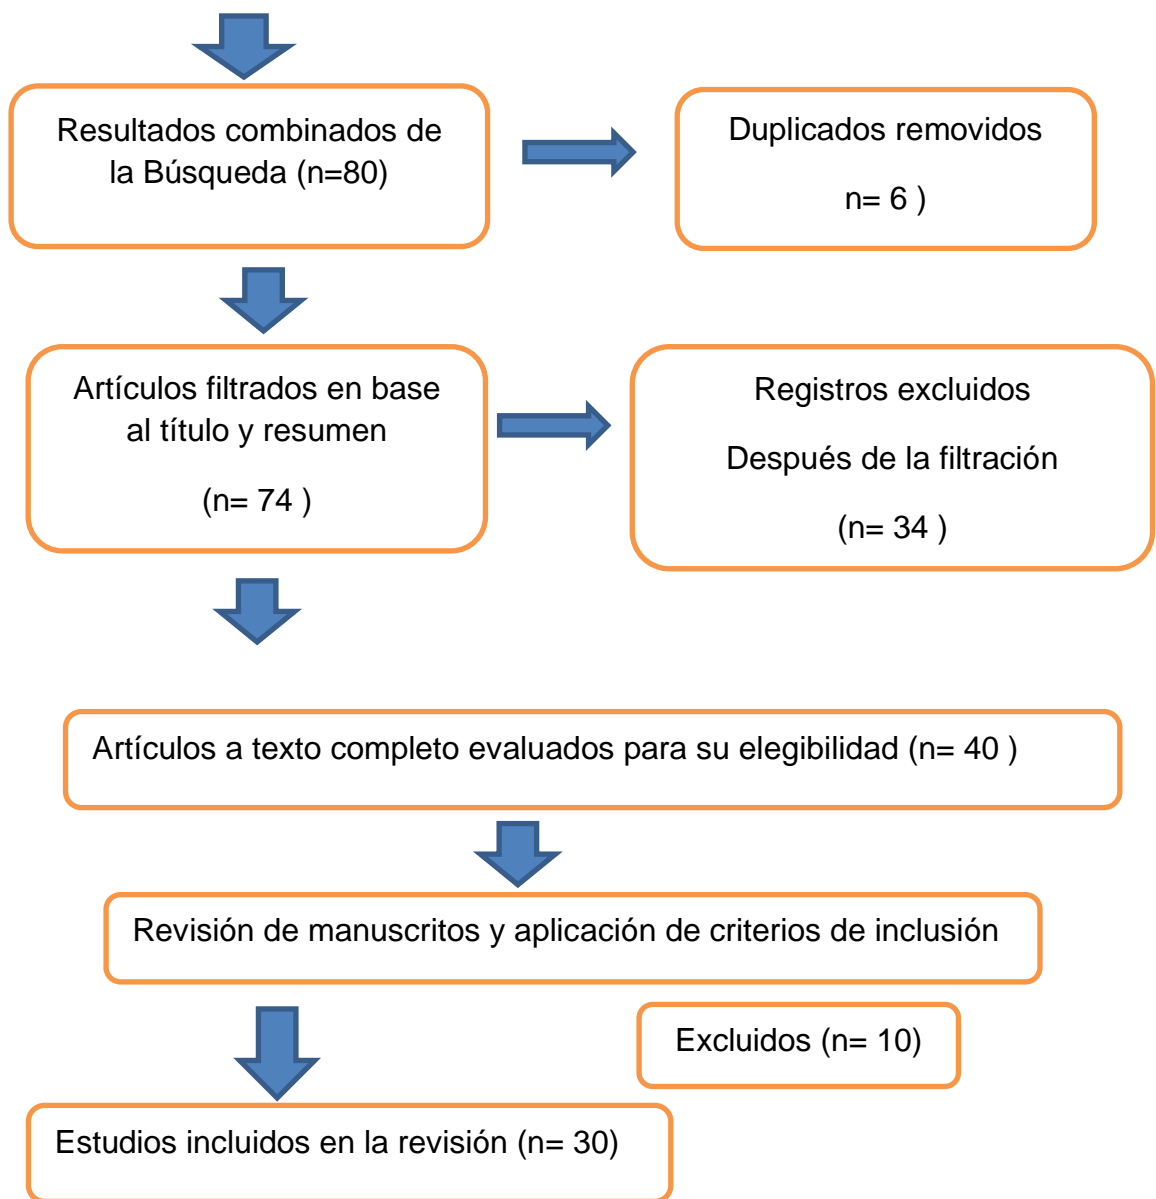 Resultados combinados de
la Búsqueda (n=80)
Duplicados removidos
n= 6 )
Artículos filtrados en base
al título y resumen
(n= 74 )
Registros excluidos
Después de la filtración
(n= 34 )
Artículos a texto completo evaluados para su elegibilidad (n= 40 )
Revisión de manuscritos y aplicación de criterios de inclusión
Excluidos (n= 10)
Estudios incluidos en la revisión (n= 30)